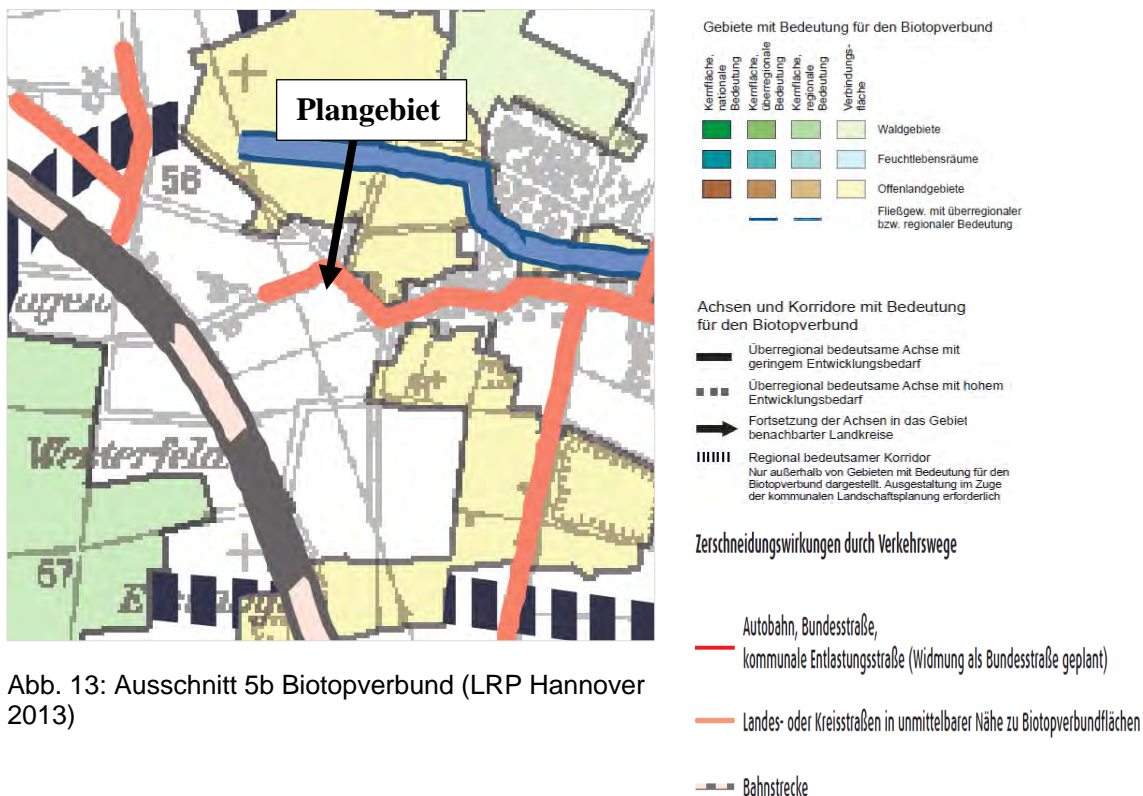 Plangebiet
58
ugen
Westerfeld
67
Abb. 13: Ausschnitt 5b Biotopverbund (LRP Hannover
2013)
Gebiete mit Bedeutung für den Biotopverbund
Kernfläche,
nationale
Bedeutung
Kernfläche,
überregionale
Bedeutung
Kernfläche,
regionale
Bedeutung
Verbindungs-
fläche
Waldgebiete
Feuchtlebensräume
Offenlandgebiete
Fließgew. mit überregionaler
bzw. regionaler Bedeutung
Achsen und Korridore mit Bedeutung
für den Biotopverbund
Überregional bedeutsame Achse mit
geringem Entwicklungsbedarf
Überregional bedeutsame Achse mit hohem
Entwicklungsbedarf
Fortsetzung der Achsen in das Gebiet
benachbarter Landkreise
Regional bedeutsamer Korridor
Nur außerhalb von Gebieten mit Bedeutung für den
Biotopverbund dargestellt. Ausgestaltung im Zuge
der kommunalen Landschaftsplanung erforderlich
Zerschneidungswirkungen durch Verkehrswege
Autobahn, Bundesstraße,
kommunale Entlastungsstraße (Widmung als Bundesstraße geplant)
Landes- oder Kreisstraßen in unmittelbarer Nähe zu Biotopverbundflächen
Bahnstrecke